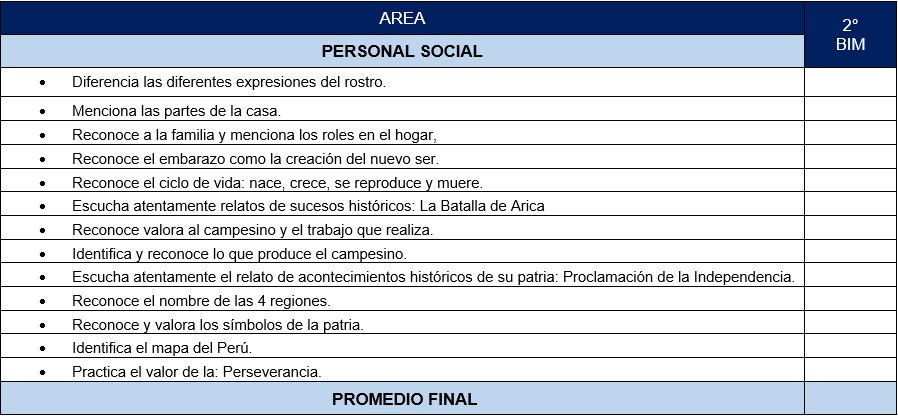 AREA
2° BIM
PERSONAL SOCIAL
• Diferencia las diferentes expresiones del rostro.
• Menciona las partes de la casa.
• Reconoce a la familia y menciona los roles en el hogar,
• Reconoce el embarazo como la creación del nuevo ser.
• Reconoce el ciclo de vida: nace, crece, se reproduce y muere.
• Escucha atentamente relatos de sucesos históricos: La Batalla de Arica
• Reconoce valora al campesino y el trabajo que realiza.
• Identifica y reconoce lo que produce el campesino.
• Escucha atentamente el relato de acontecimientos históricos de su patria: Proclamación de la Independencia.
• Reconoce el nombre de las 4 regiones.
• Reconoce y valora los símbolos de la patria.
• Identifica el mapa del Perú.
• Practica el valor de la: Perseverancia.
PROMEDIO FINAL